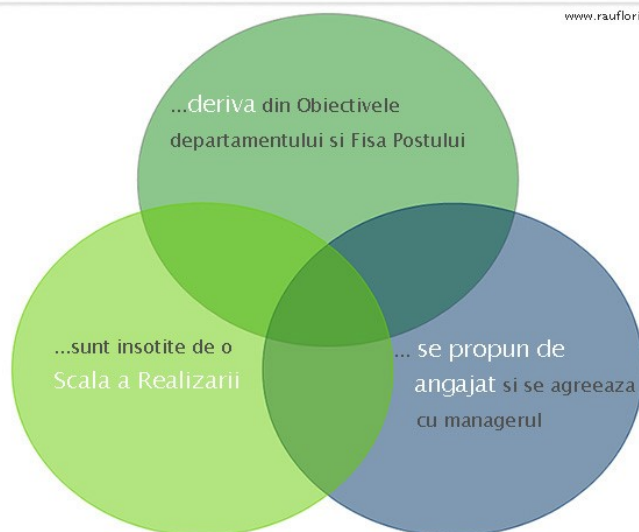 www.rauflori
...deriva din Obiectivele
departamentului si Fisa Postului
...sunt insotite de o
Scala a Realizarii
... se propun de
angajat si se agreeaza
cu managerul